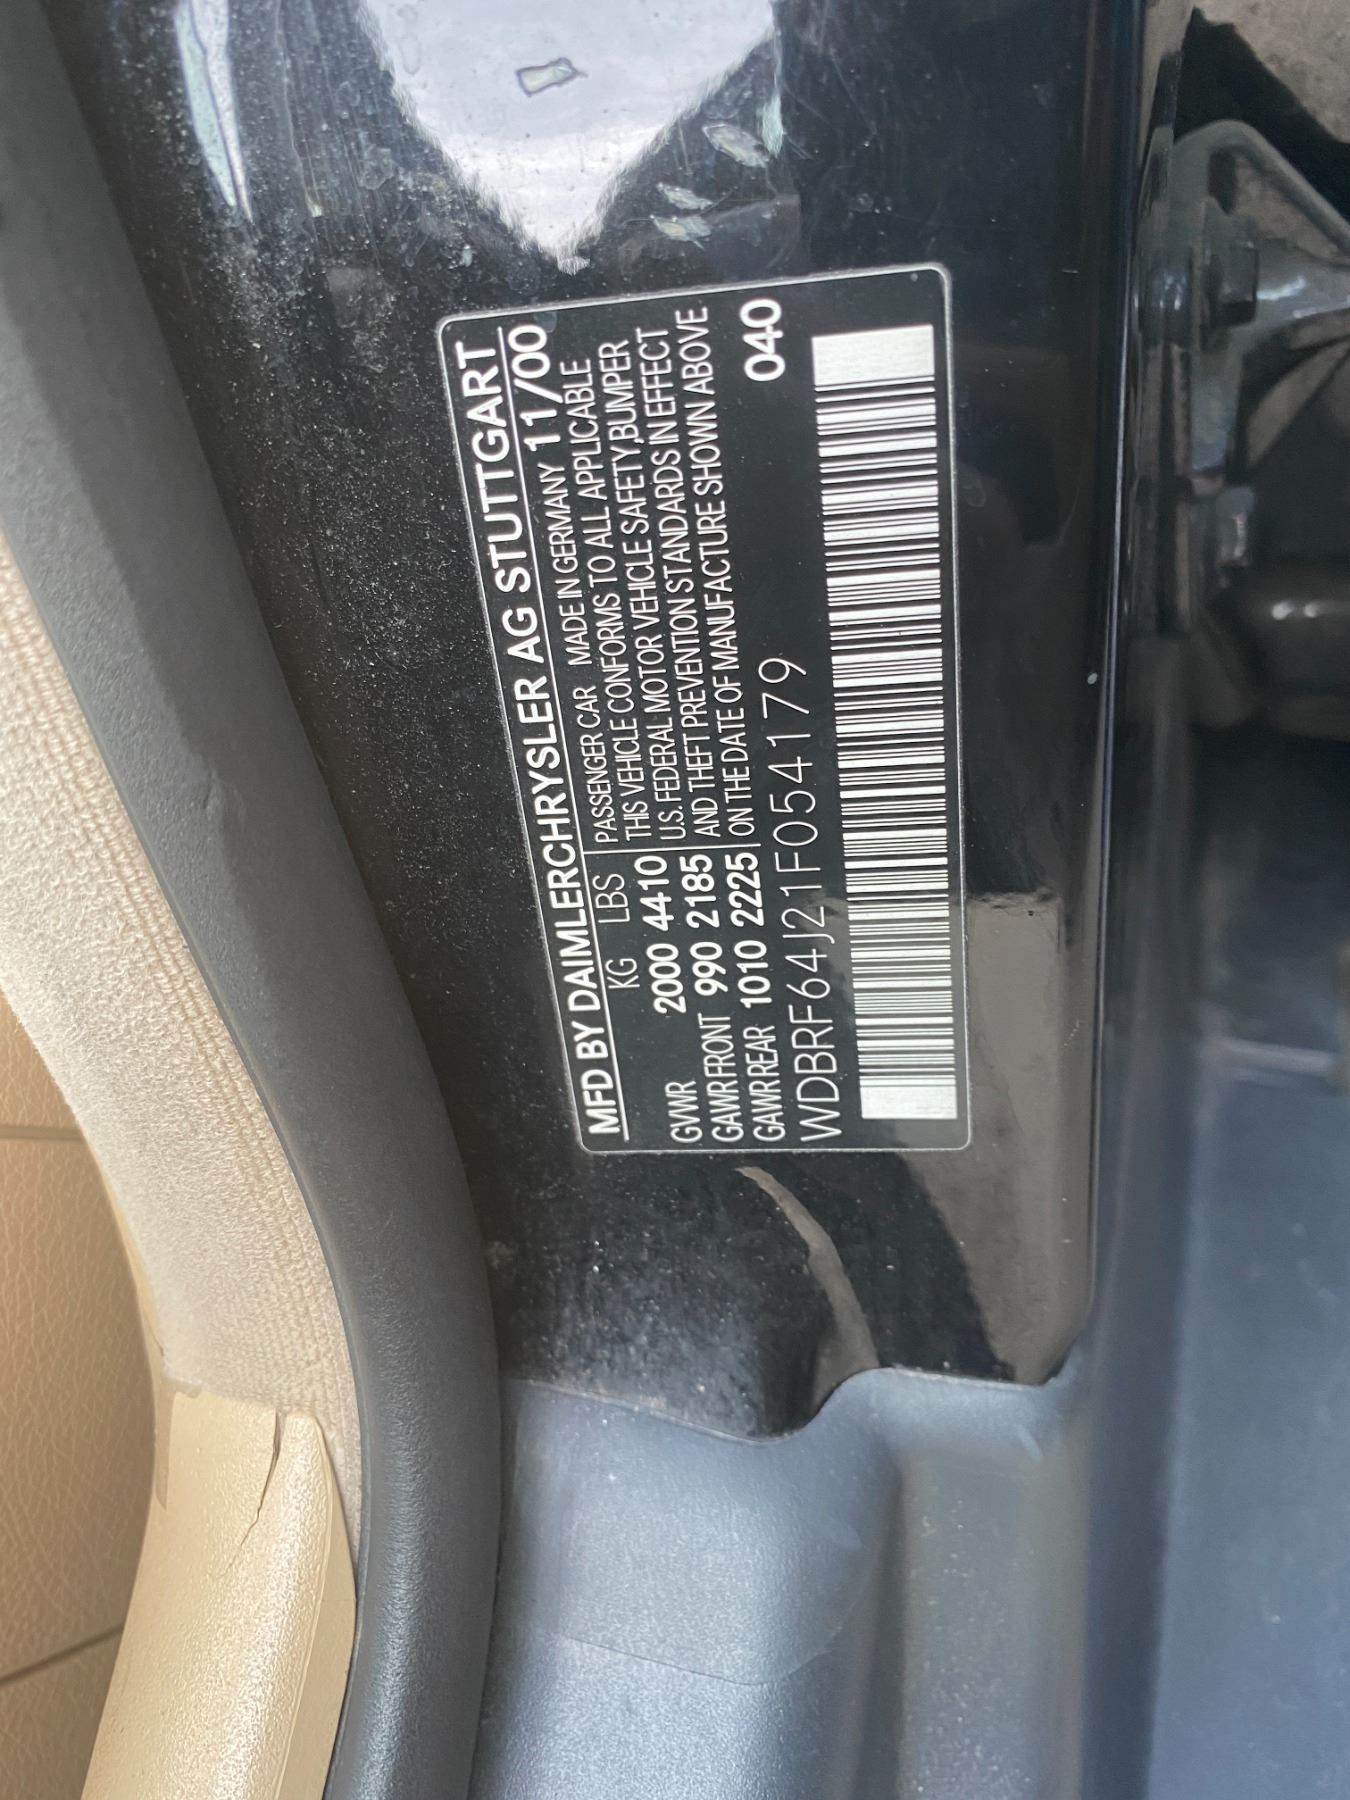 MFD BY DAIMLERCHRYSLER AG STUTTGART
KG LBS PASSENGER CAR MADE IN GERMANY 11/00
GVWR 2000 4410 THIS VEHICLE CONFORMS TO ALL APPLICABLE
GAWR FRONT 990 2185 U.S. FEDERAL MOTOR VEHICLE SAFETY,BUMPER
GAWR REAR 1010 2225 AND THEFT PREVENTION STANDARDS IN EFFECT
ON THE DATE OF MANUFACTURE SHOWN ABOVE
WDBRF64J21F054179 040